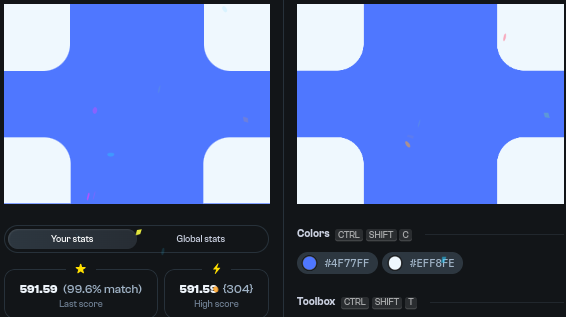 Your stats
Global stats
591.59 (99.6% match)
Last score
591.59 {304}
High score
Colors CTRL SHIFT C
#4F77FF
#EFF8FE
Toolbox CTRL SHIFT T